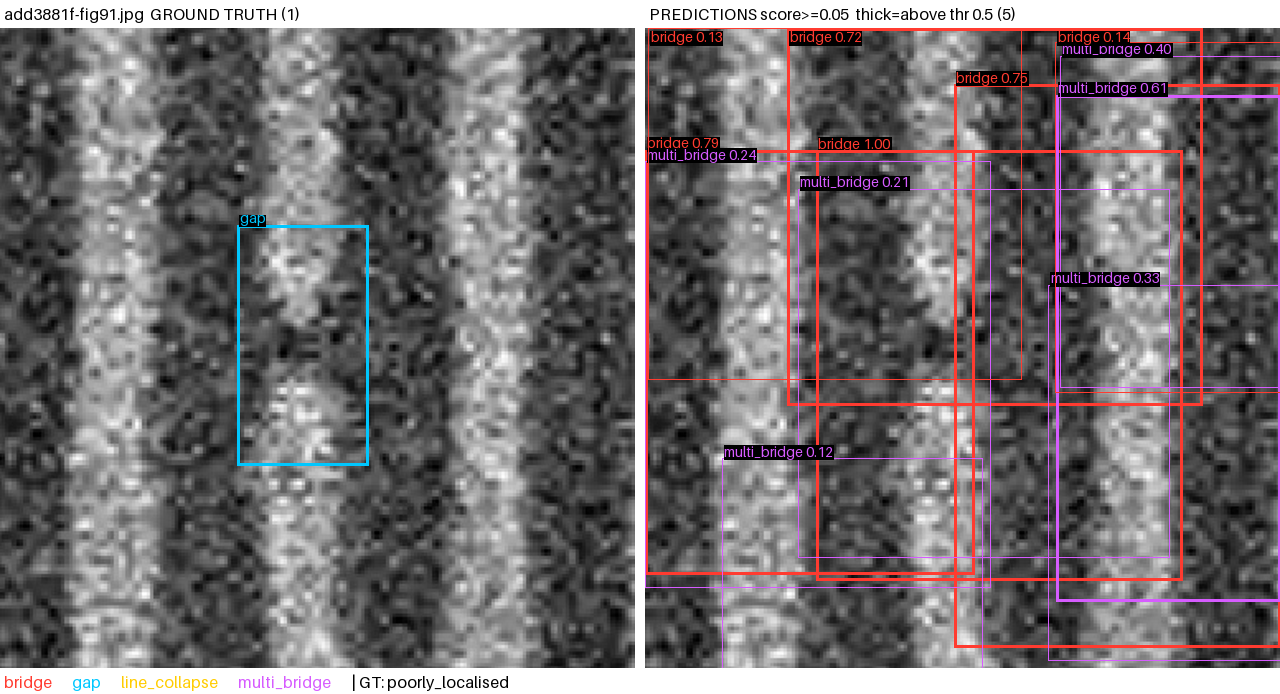 add3881f-fig91.jpg  GROUND TRUTH (1)
PREDICTIONS score>=0.05  thick=above thr 0.5 (5)
gap
bridge 0.13
bridge 0.72
bridge 0.14
multi_bridge 0.40
bridge 0.75
multi_bridge 0.61
bridge 0.79
bridge 1.00
multi_bridge 0.24
multi_bridge 0.21
multi_bridge 0.33
multi_bridge 0.12
bridge  gap  line_collapse  multi_bridge  | GT: poorly_localised